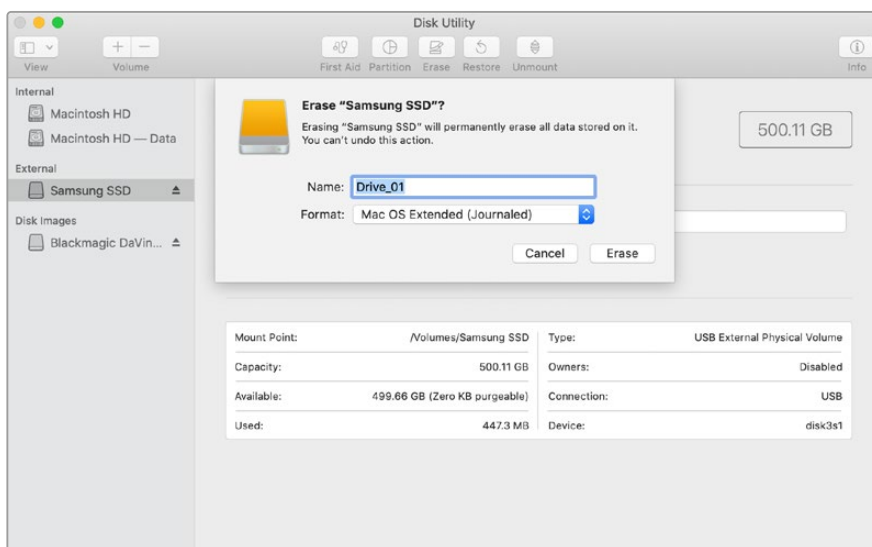 Disk Utility
View
Volume
First Aid Partition Erase Restore Unmount
Info
Internal
Macintosh HD
Macintosh HD — Data
External
Samsung SSD
Disk Images
Blackmagic DaVin...
Erase “Samsung SSD”?
Erasing “Samsung SSD” will permanently erase all data stored on it.
You can’t undo this action.
500.11 GB
Name: Drive_01
Format: Mac OS Extended (Journaled)
Cancel Erase
Mount Point: /Volumes/Samsung SSD Type: USB External Physical Volume
Capacity: 500.11 GB Owners: Disabled
Available: 499.66 GB (Zero KB purgeable) Connection: USB
Used: 447.3 MB Device: disk3s1